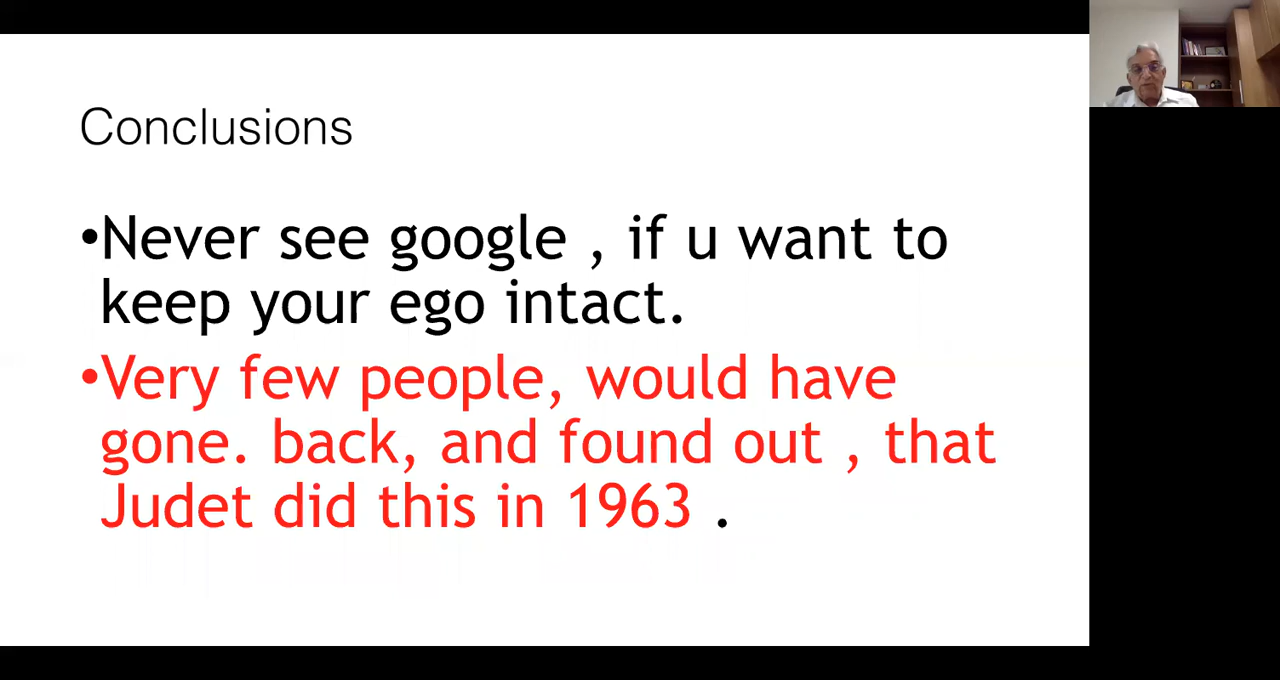 Conclusions
•Never see google , if u want to
keep your ego intact.
•Very few people, would have
gone. back, and found out , that
Judet did this in 1963 .